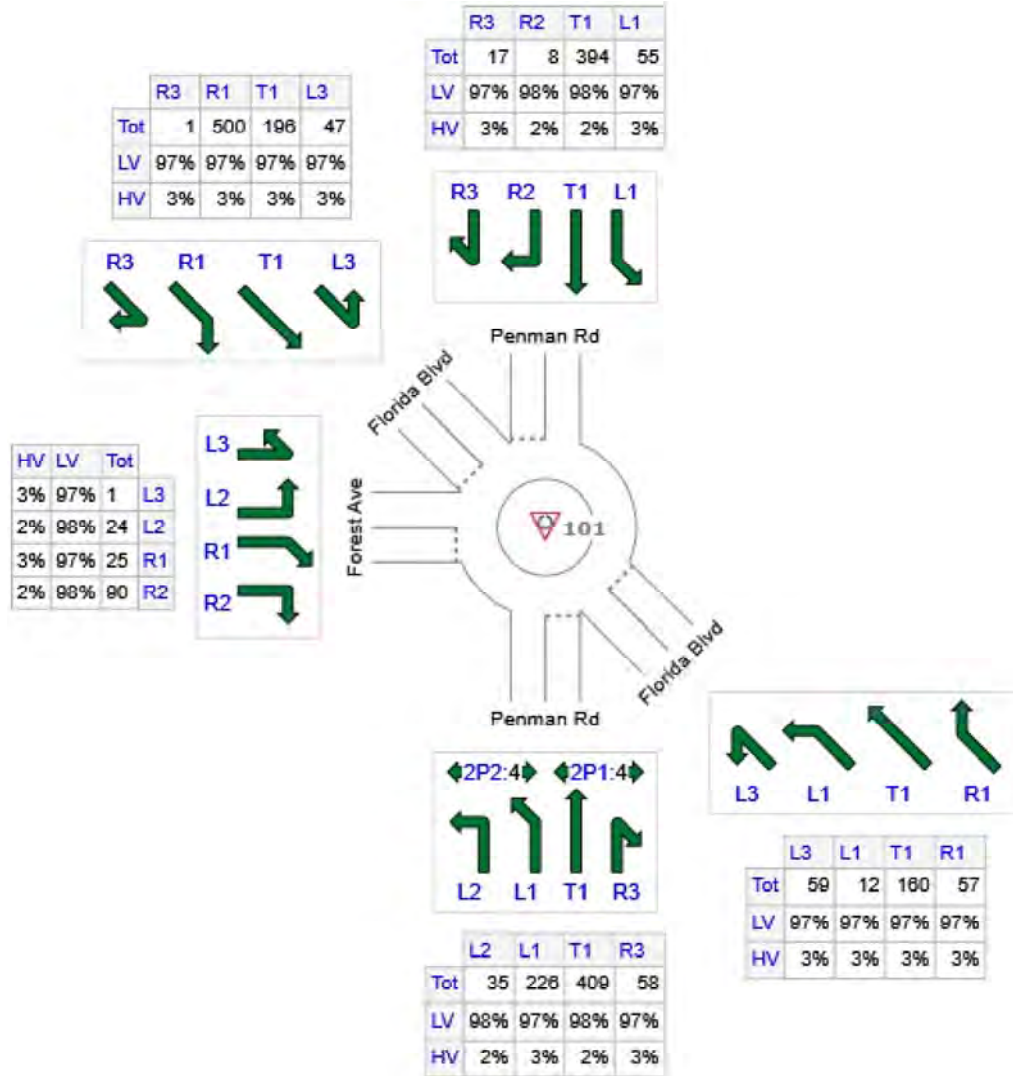 R3 R2 T1 L1
Tot 17 8 394 55
LV 97% 98% 98% 97%
HV 3% 2% 2% 3%
R3 R1 T1 L3
Tot 1 500 196 47
LV 97% 97% 97% 97%
HV 3% 3% 3% 3%
R3 R2 T1 L1
R3 R1 T1 L3
Penman Rd
Florida Blvd
HV LV Tot
3% 97% 1 L3
2% 98% 24 L2
3% 97% 25 R1
2% 98% 90 R2
L3
L2
R1
R2
Forest Ave
101
Florida Blvd
Penman Rd
2P2:4 2P1:4
L2 L1 T1 R3
L3 L1 T1 R1
L3 L1 T1 R1
Tot 59 12 160 57
LV 97% 97% 97% 97%
HV 3% 3% 3% 3%
L2 L1 T1 R3
Tot 35 226 409 58
LV 98% 97% 98% 97%
HV 2% 3% 2% 3%